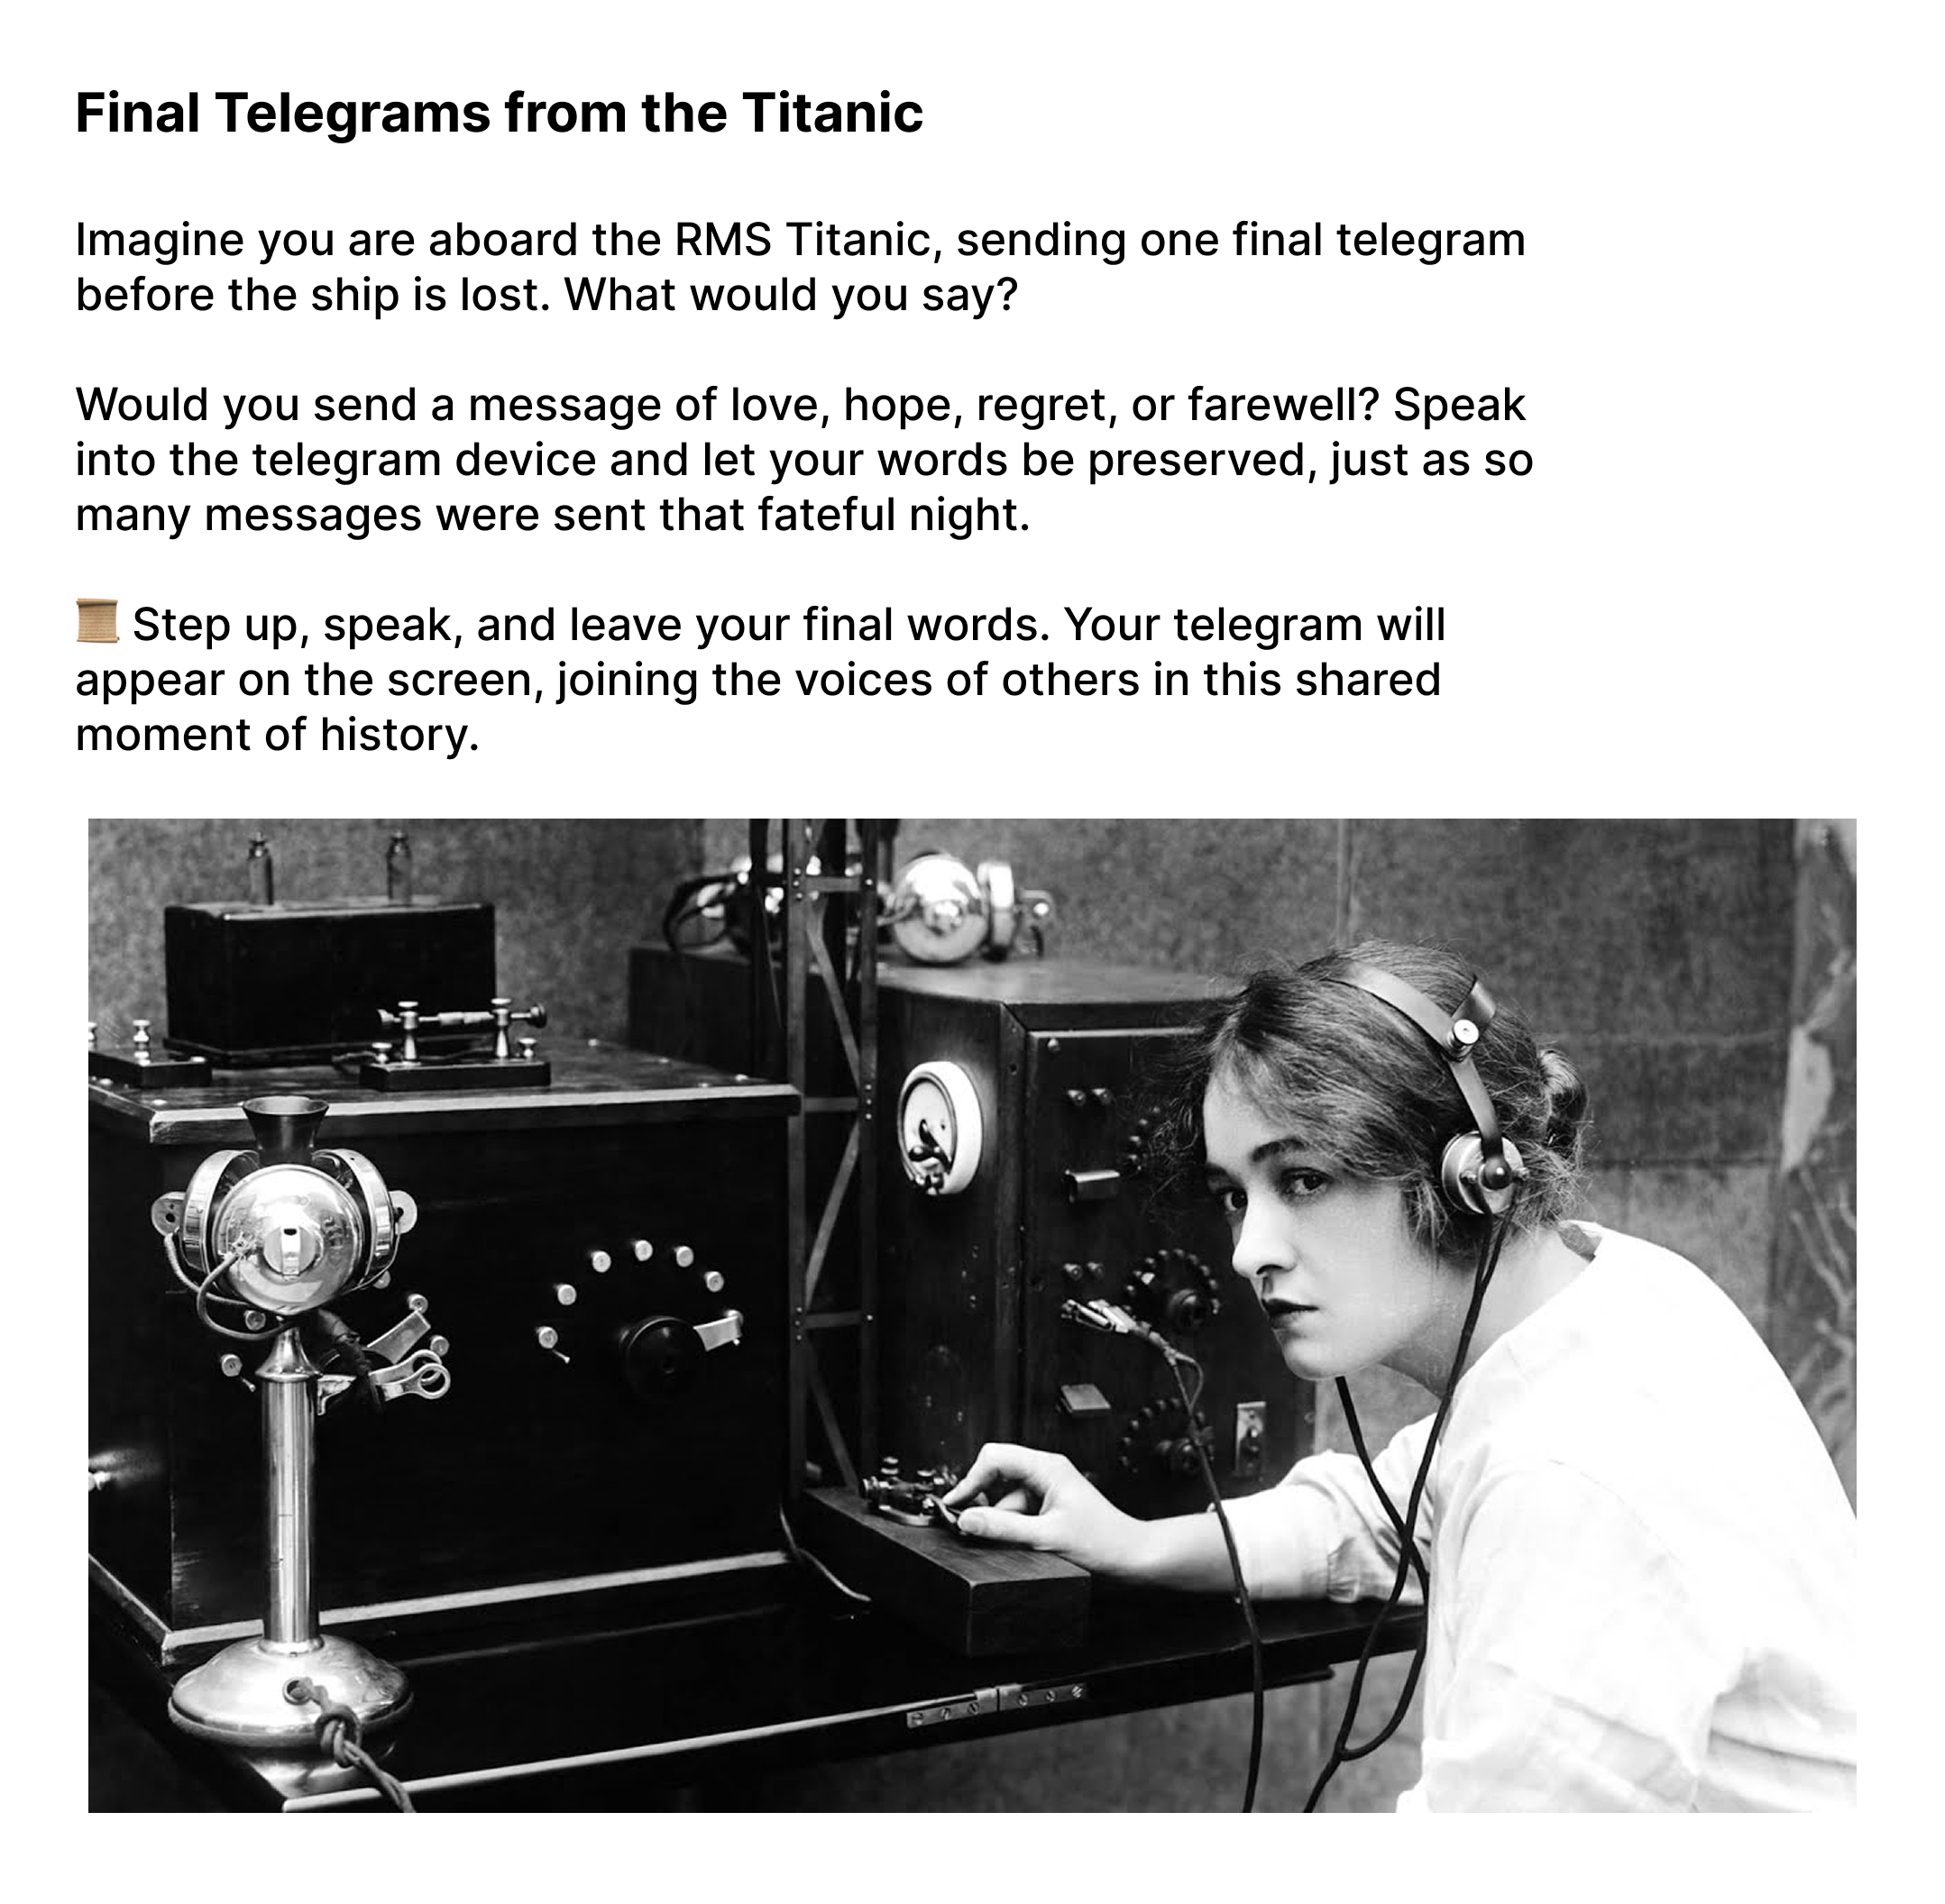 Final Telegrams from the Titanic
Imagine you are aboard the RMS Titanic, sending one final telegram
before the ship is lost. What would you say?
Would you send a message of love, hope, regret, or farewell? Speak
into the telegram device and let your words be preserved, just as so
many messages were sent that fateful night.
📜 Step up, speak, and leave your final words. Your telegram will
appear on the screen, joining the voices of others in this shared
moment of history.